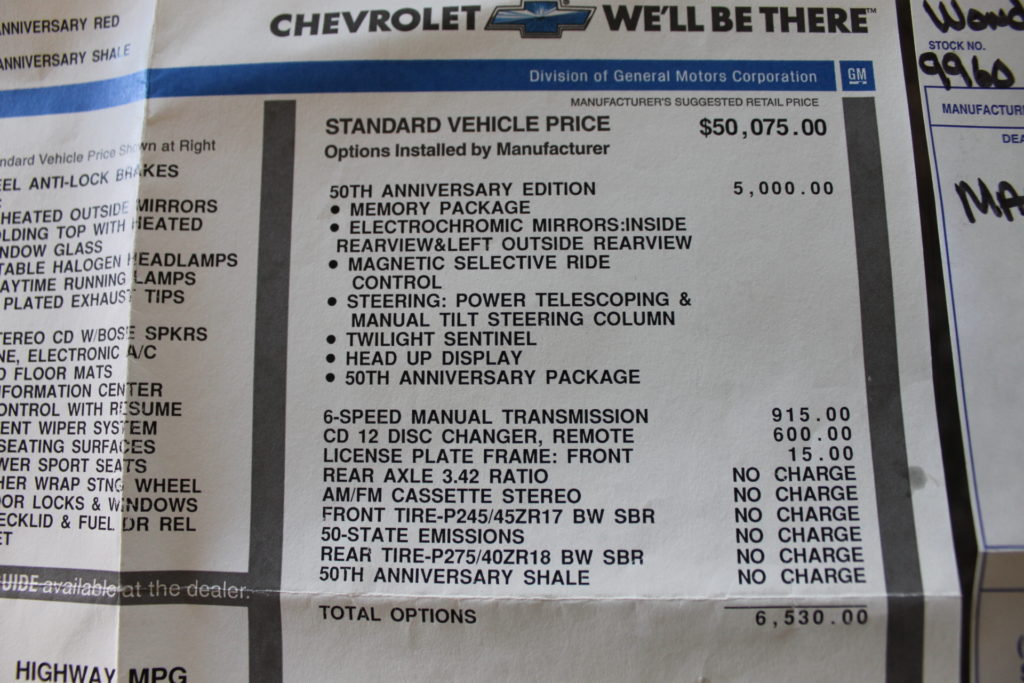 ANNIVERSARY RED
ANNIVERSARY SHALE
CHEVROLET WE'LL BE THERE™
Division of General Motors Corporation GM
ndard Vehicle Price Shown at Right
EEL ANTI-LOCK BRAKES
HEATED OUTSIDE MIRRORS
OLDING TOP WITH HEATED
NDOW GLASS
TABLE HALOGEN HEADLAMPS
AYTIME RUNNING LAMPS
PLATED EXHAUST TIPS
TEREO CD W/BOSE SPKRS
NE, ELECTRONIC A/C
D FLOOR MATS
NFORMATION CENTER
ONTROL WITH RESUME
ENT WIPER SYSTEM
SEATING SURFACES
WER SPORT SEATS
HER WRAP STNG WHEEL
OOR LOCKS & WINDOWS
ECKLID & FUEL DR REL
ET
GUIDE available at the dealer.
HIGHWAY MPG
MANUFACTURER'S SUGGESTED RETAIL PRICE
STANDARD VEHICLE PRICE $50,075.00
Options Installed by Manufacturer
50TH ANNIVERSARY EDITION 5,000.00
• MEMORY PACKAGE
• ELECTROCHROMIC MIRRORS:INSIDE
REARVIEW&LEFT OUTSIDE REARVIEW
• MAGNETIC SELECTIVE RIDE
CONTROL
• STEERING: POWER TELESCOPING &
MANUAL TILT STEERING COLUMN
• TWILIGHT SENTINEL
• HEAD UP DISPLAY
• 50TH ANNIVERSARY PACKAGE
6-SPEED MANUAL TRANSMISSION 915.00
CD 12 DISC CHANGER, REMOTE 600.00
LICENSE PLATE FRAME: FRONT 15.00
REAR AXLE 3.42 RATIO NO CHARGE
AM/FM CASSETTE STEREO NO CHARGE
FRONT TIRE-P245/45ZR17 BW SBR NO CHARGE
50-STATE EMISSIONS NO CHARGE
REAR TIRE-P275/40ZR18 BW SBR NO CHARGE
50TH ANNIVERSARY SHALE NO CHARGE
TOTAL OPTIONS 6,530.00
STOCK NO.
9960
MANUFACTUR
DEA
MA